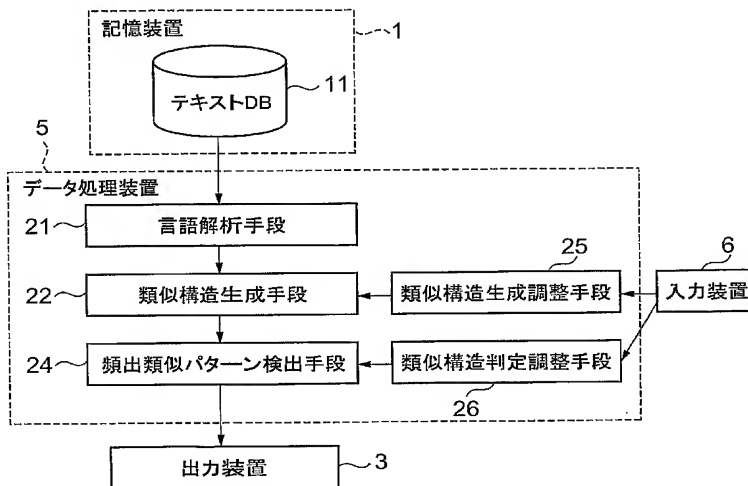 記憶装置
1
テキストDB
11
5
データ処理装置
21
言語解析手段
25
6
22
類似構造生成手段
類似構造生成調整手段
入力装置
24
頻出類似パターン検出手段
類似構造判定調整手段
26
出力装置
3